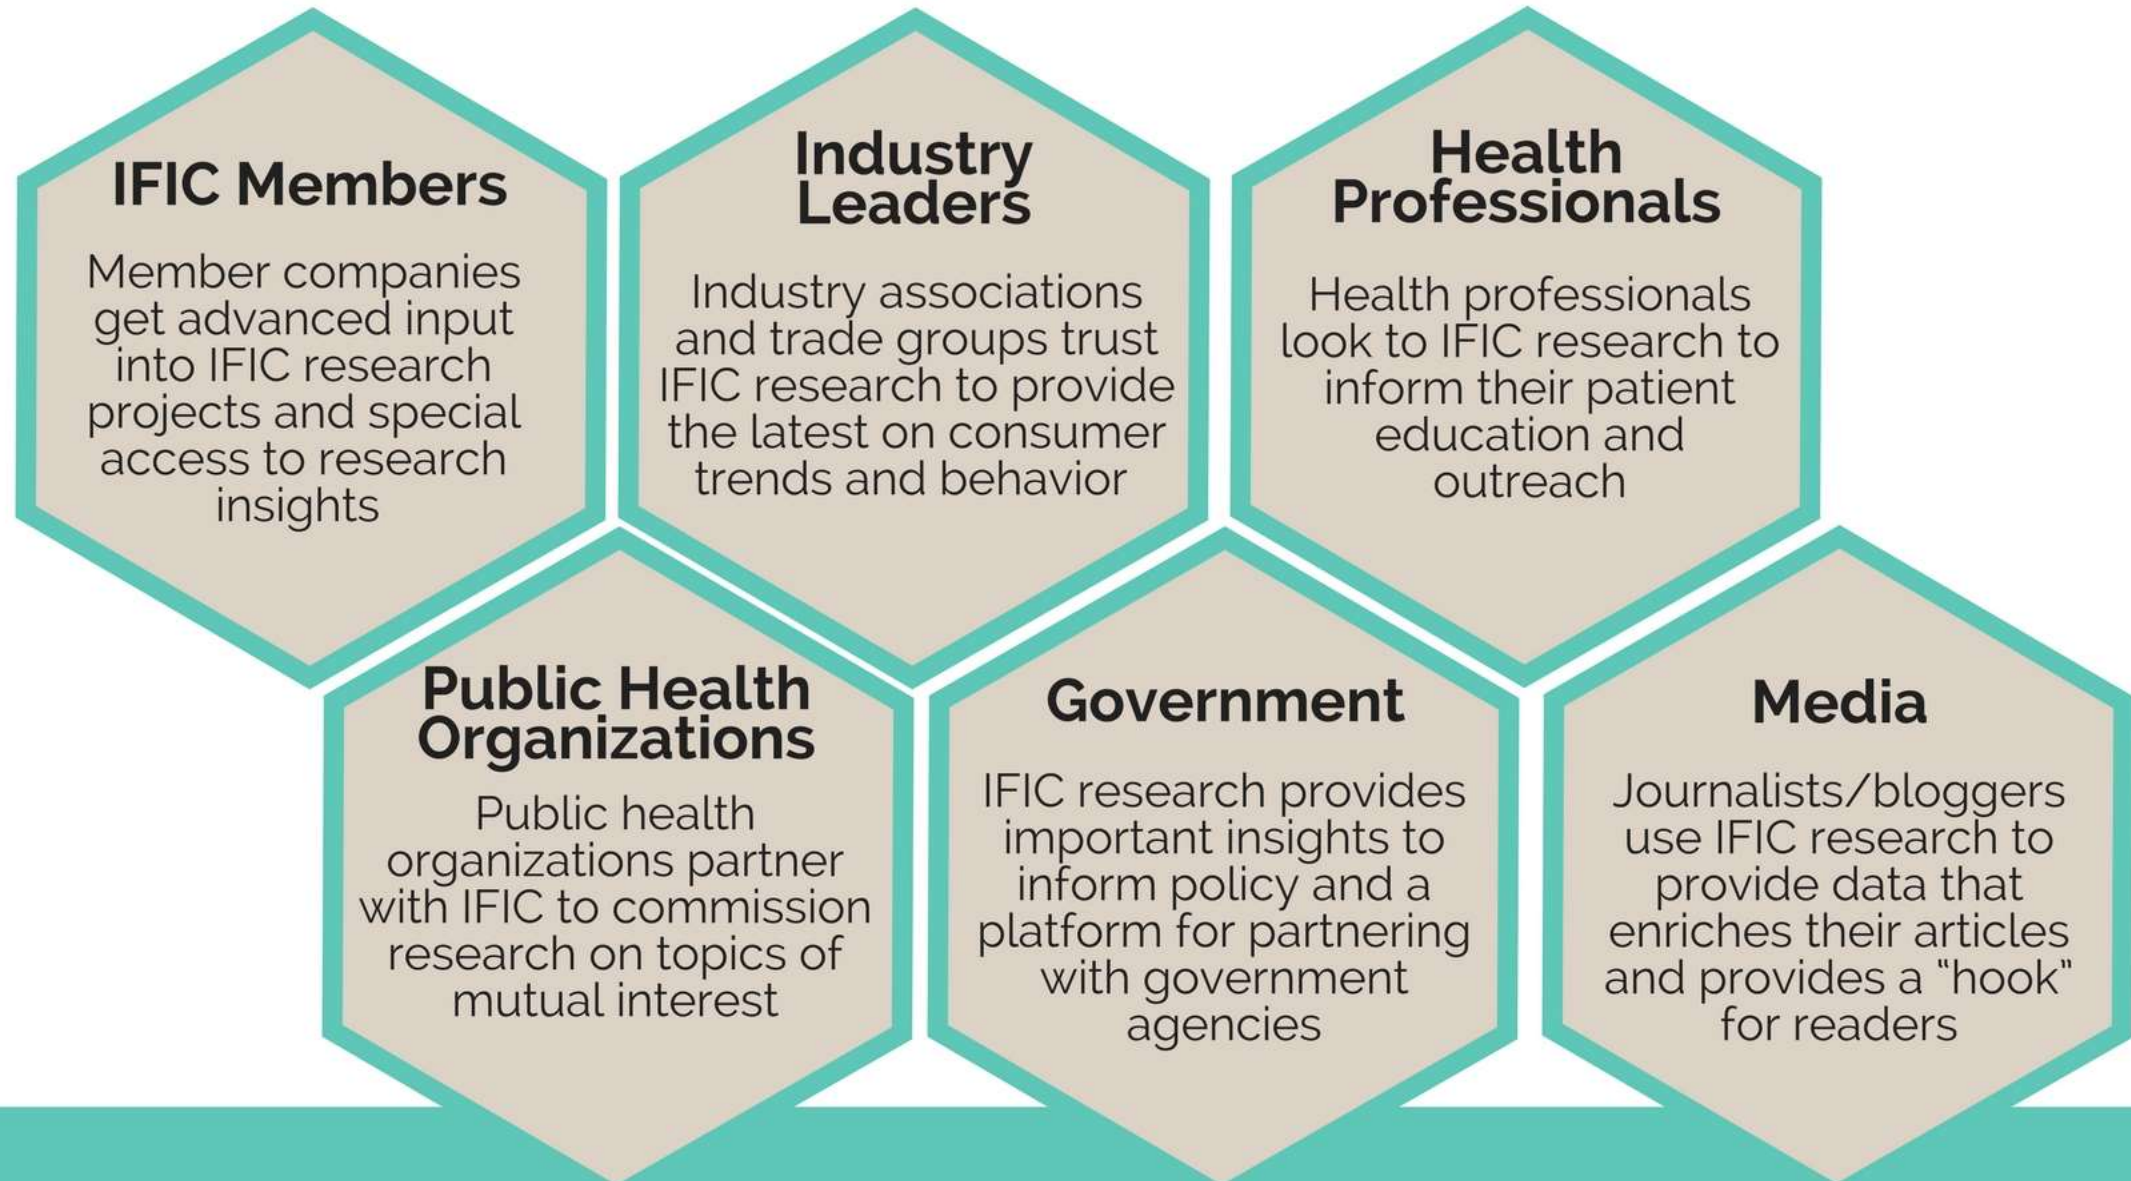 IFIC Members
Member companies
get advanced input
into IFIC research
projects and special
access to research
insights
Industry
Leaders
Industry associations
and trade groups trust
IFIC research to provide
the latest on consumer
trends and behavior
Health
Professionals
Health professionals
look to IFIC research to
inform their patient
education and
outreach
Public Health
Organizations
Public health
organizations partner
with IFIC to commission
research on topics of
mutual interest
Government
IFIC research provides
important insights to
inform policy and a
platform for partnering
with government
agencies
Media
Journalists/bloggers
use IFIC research to
provide data that
enriches their articles
and provides a "hook"
for readers